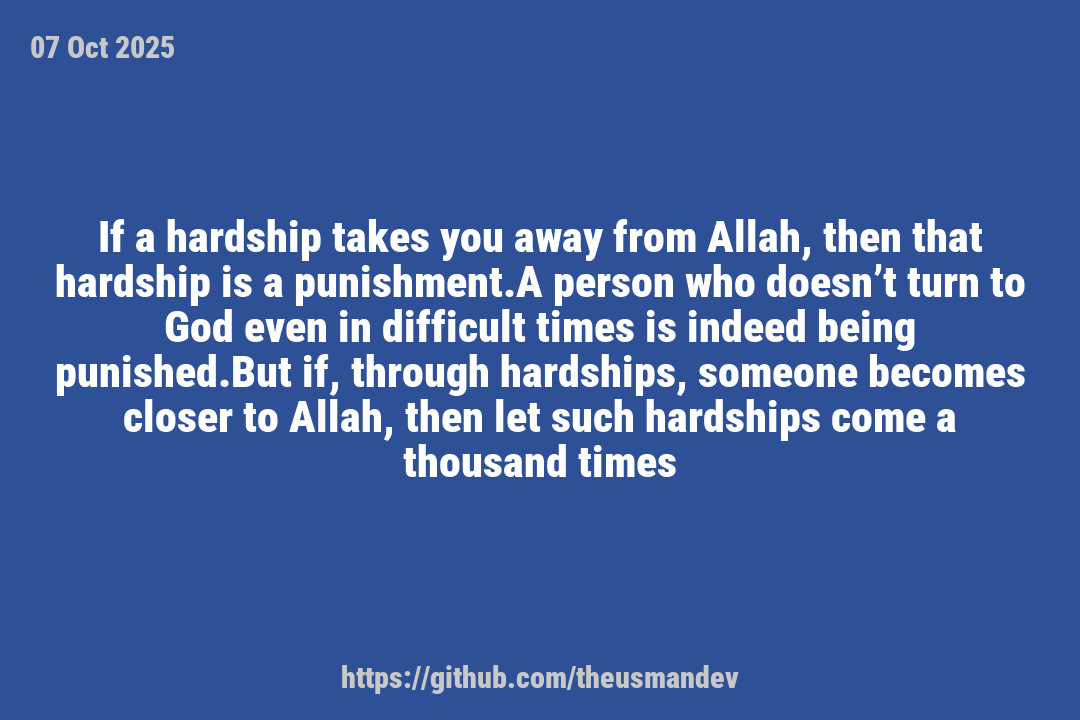 07 Oct 2025
If a hardship takes you away from Allah, then that
hardship is a punishment.A person who doesn’t turn to
God even in difficult times is indeed being
punished.But if, through hardships, someone becomes
closer to Allah, then let such hardships come a
thousand times
https://github.com/theusmandev